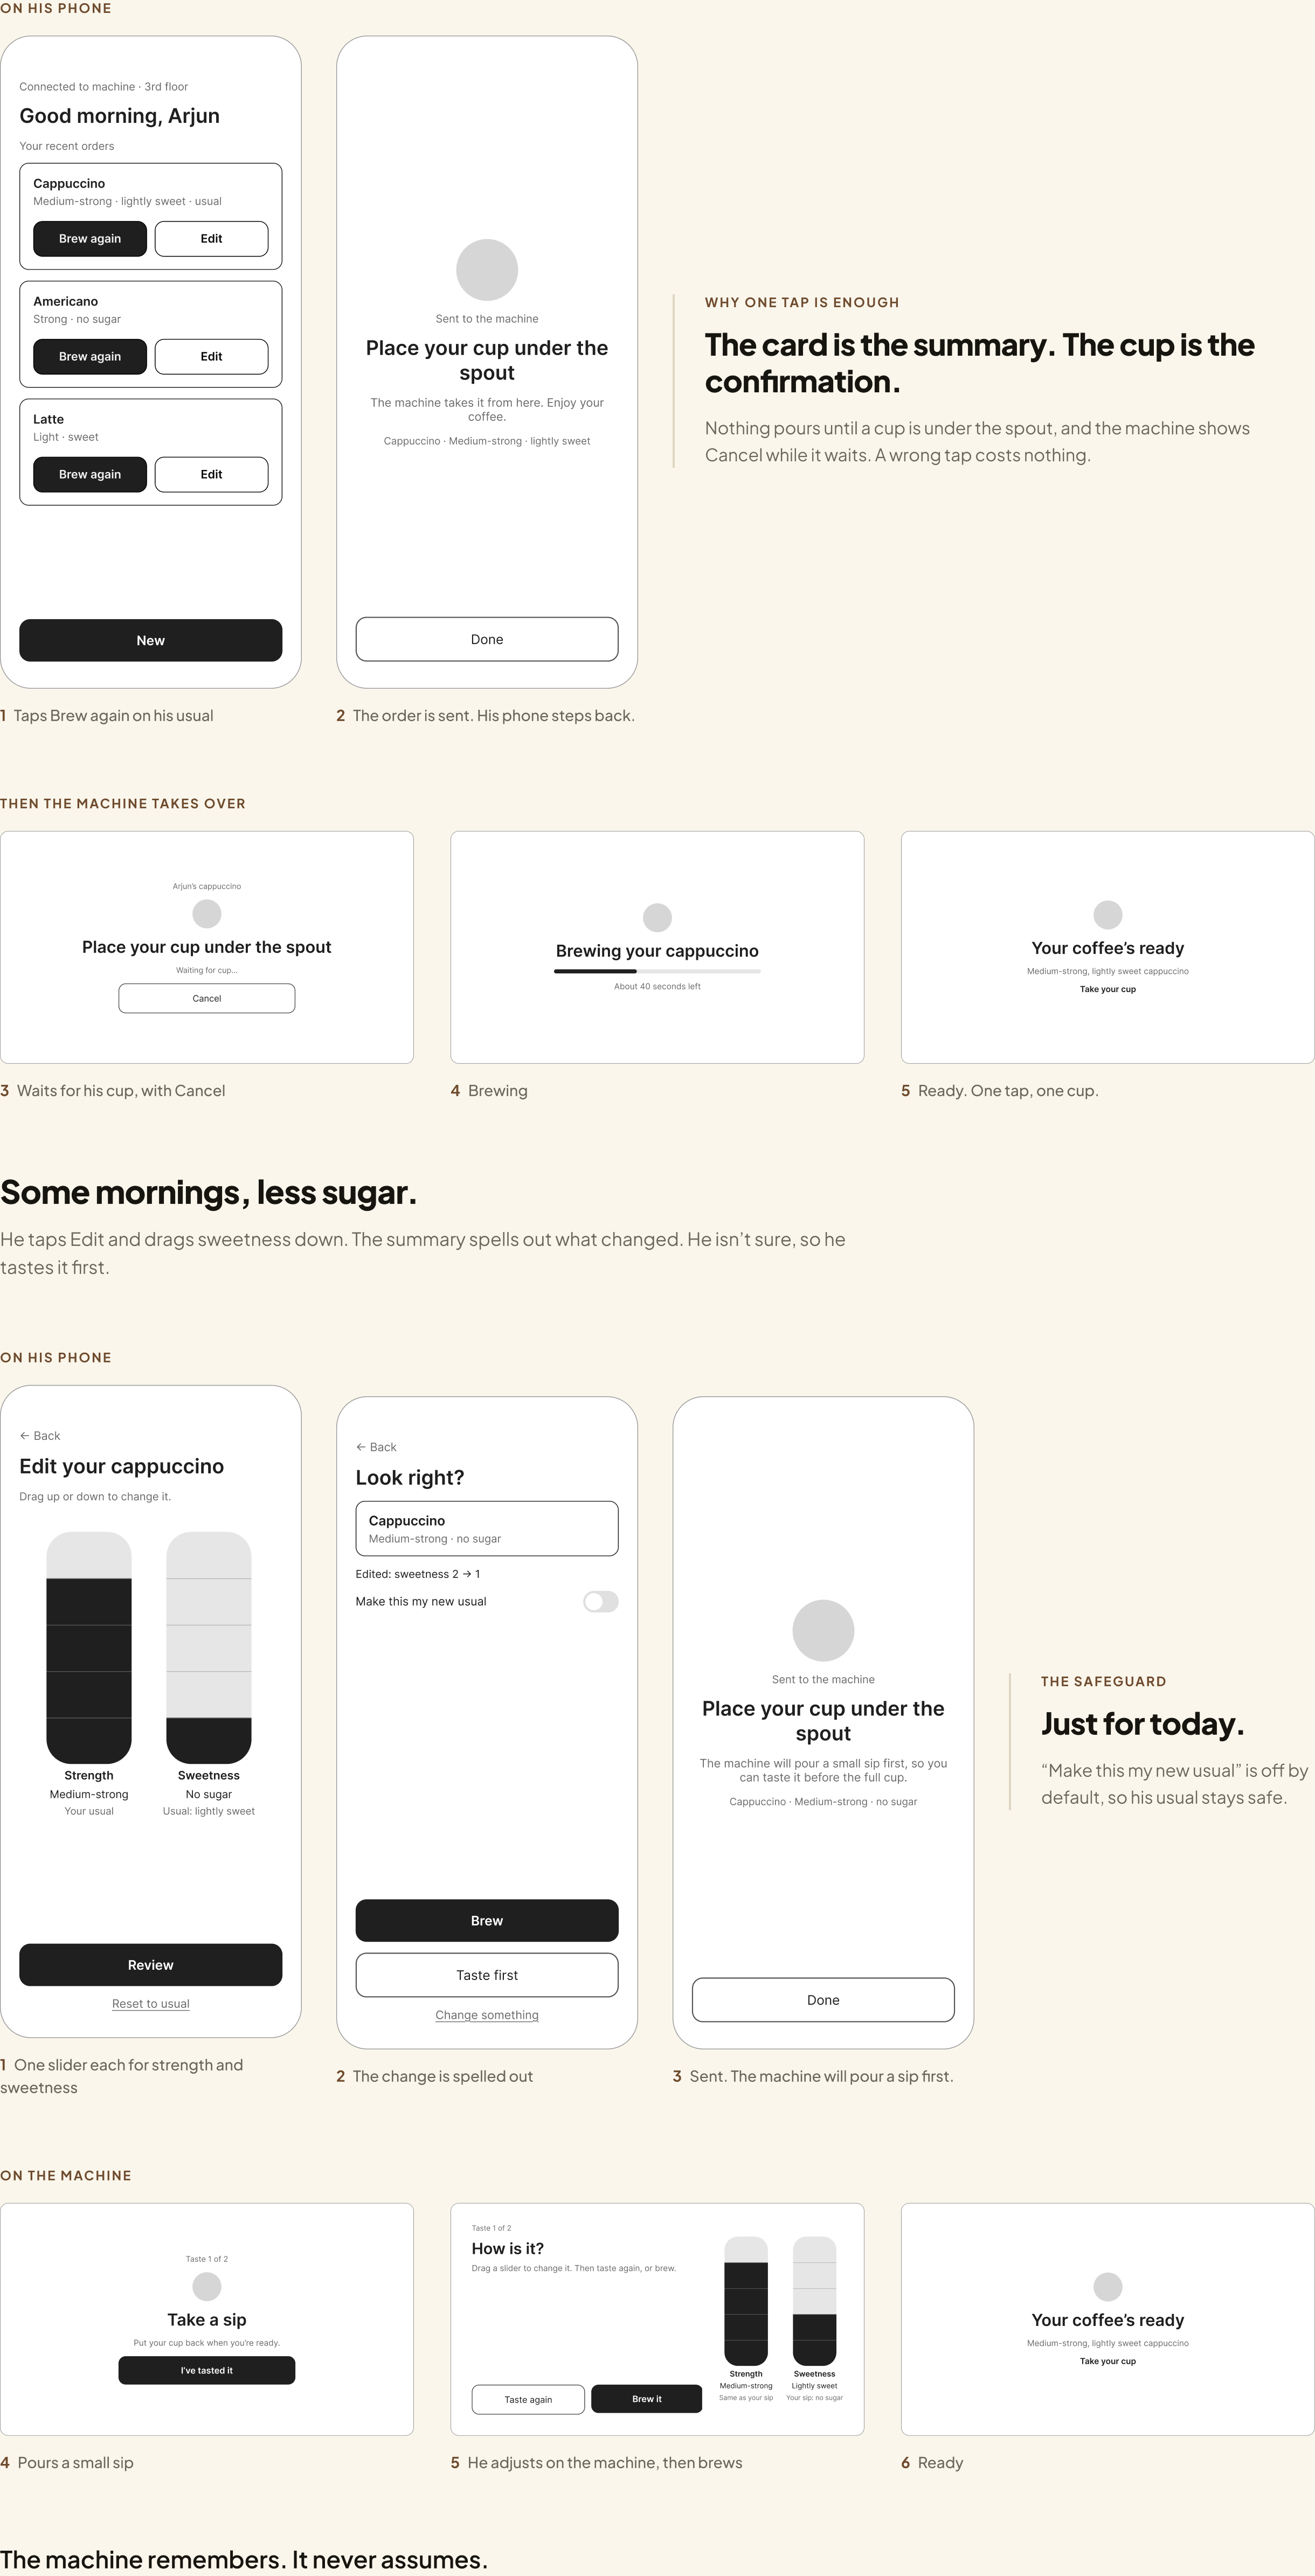 ON HIS PHONE
Connected to machine · 3rd floor
Good morning, Arjun
Your recent orders
Cappuccino
Medium-strong · lightly sweet · usual
Brew again
Edit
Americano
Strong · no sugar
Brew again
Edit
Latte
Light · sweet
Brew again
Edit
New
1 Taps Brew again on his usual
Sent to the machine
Place your cup under the
spout
The machine takes it from here. Enjoy your
coffee.
Cappuccino · Medium-strong · lightly sweet
Done
2 The order is sent. His phone steps back.
WHY ONE TAP IS ENOUGH
The card is the summary. The cup is the
confirmation.
Nothing pours until a cup is under the spout, and the machine shows
Cancel while it waits. A wrong tap costs nothing.
THEN THE MACHINE TAKES OVER
Arjun’s cappuccino
Place your cup under the spout
Waiting for cup…
Cancel
3 Waits for his cup, with Cancel
Brewing your cappuccino
About 40 seconds left
4 Brewing
Your coffee’s ready
Medium-strong, lightly sweet cappuccino
Take your cup
5 Ready. One tap, one cup.
Some mornings, less sugar.
He taps Edit and drags sweetness down. The summary spells out what changed. He isn’t sure, so he
tastes it first.
ON HIS PHONE
← Back
Edit your cappuccino
Drag up or down to change it.
Strength
Medium-strong
Your usual
Sweetness
No sugar
Usual: lightly sweet
Review
Reset to usual
1 One slider each for strength and
sweetness
← Back
Look right?
Cappuccino
Medium-strong · no sugar
Edited: sweetness 2 → 1
Make this my new usual
Brew
Taste first
Change something
2 The change is spelled out
Sent to the machine
Place your cup under the
spout
The machine will pour a small sip first, so you
can taste it before the full cup.
Cappuccino · Medium-strong · no sugar
Done
3 Sent. The machine will pour a sip first.
THE SAFEGUARD
Just for today.
“Make this my new usual” is off by
default, so his usual stays safe.
ON THE MACHINE
Taste 1 of 2
Take a sip
Put your cup back when you’re ready.
I’ve tasted it
4 Pours a small sip
Taste 1 of 2
How is it?
Drag a slider to change it. Then taste again, or brew.
Taste again
Brew it
Strength
Medium-strong
Same as your sip
Sweetness
Lightly sweet
Your sip: no sugar
5 He adjusts on the machine, then brews
Your coffee’s ready
Medium-strong, lightly sweet cappuccino
Take your cup
6 Ready
The machine remembers. It never assumes.